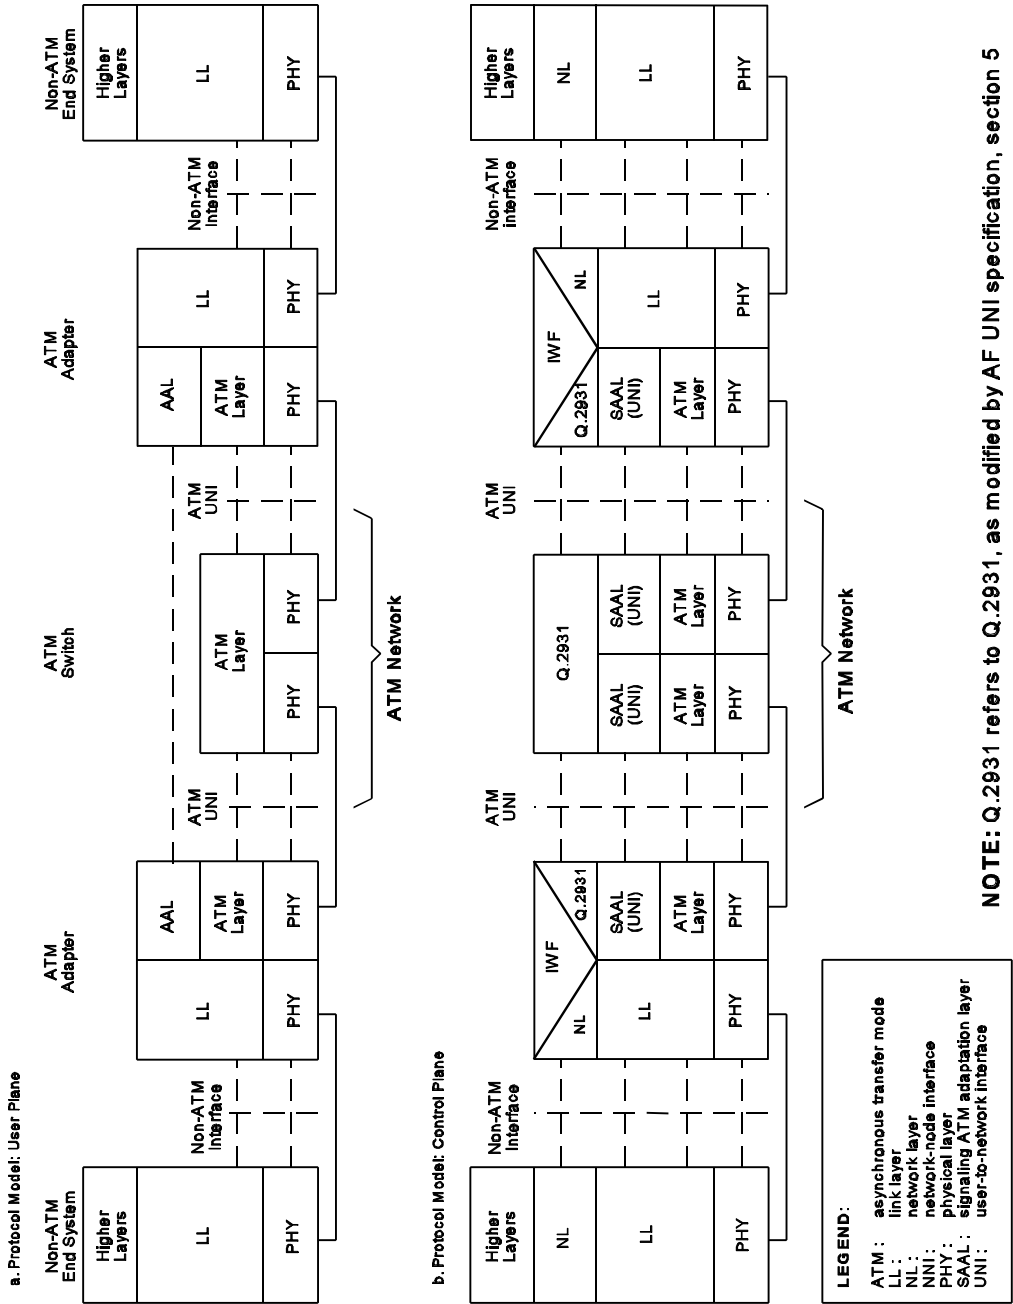 a. Protocol Model: User Plane
Non-ATM
End System
ATM
Adapter
ATM
Switch
ATM
Adapter
Non-ATM
End System
Higher
Layers
LL
PHY
Non-ATM
Interface
LL
PHY
AAL
ATM
Layer
PHY
ATM
UNI
ATM
Layer
PHY
PHY
ATM
UNI
AAL
ATM
Layer
PHY
LL
PHY
Non-ATM
Interface
Higher
Layers
LL
PHY
ATM Network
b. Protocol Model: Control Plane
Higher
Layers
NL
LL
PHY
Non-ATM
Interface
IWF
NL
Q.2931
LL
PHY
SAAL
(UNI)
ATM
Layer
PHY
ATM
UNI
Q.2931
SAAL
(UNI)
SAAL
(UNI)
ATM
Layer
ATM
Layer
PHY
PHY
ATM
UNI
IWF
Q.2931
NL
SAAL
(UNI)
ATM
Layer
PHY
LL
PHY
Non-ATM
interface
Higher
Layers
NL
LL
PHY
ATM Network
LEGEND:
ATM : asynchronous transfer mode
LL : link layer
NL : network layer
NNI : network-node interface
PHY : physical layer
SAAL : signaling ATM adaptation layer
UNI : user-to-network interface
NOTE: Q.2931 refers to Q.2931, as modified by AF UNI specification, section 5